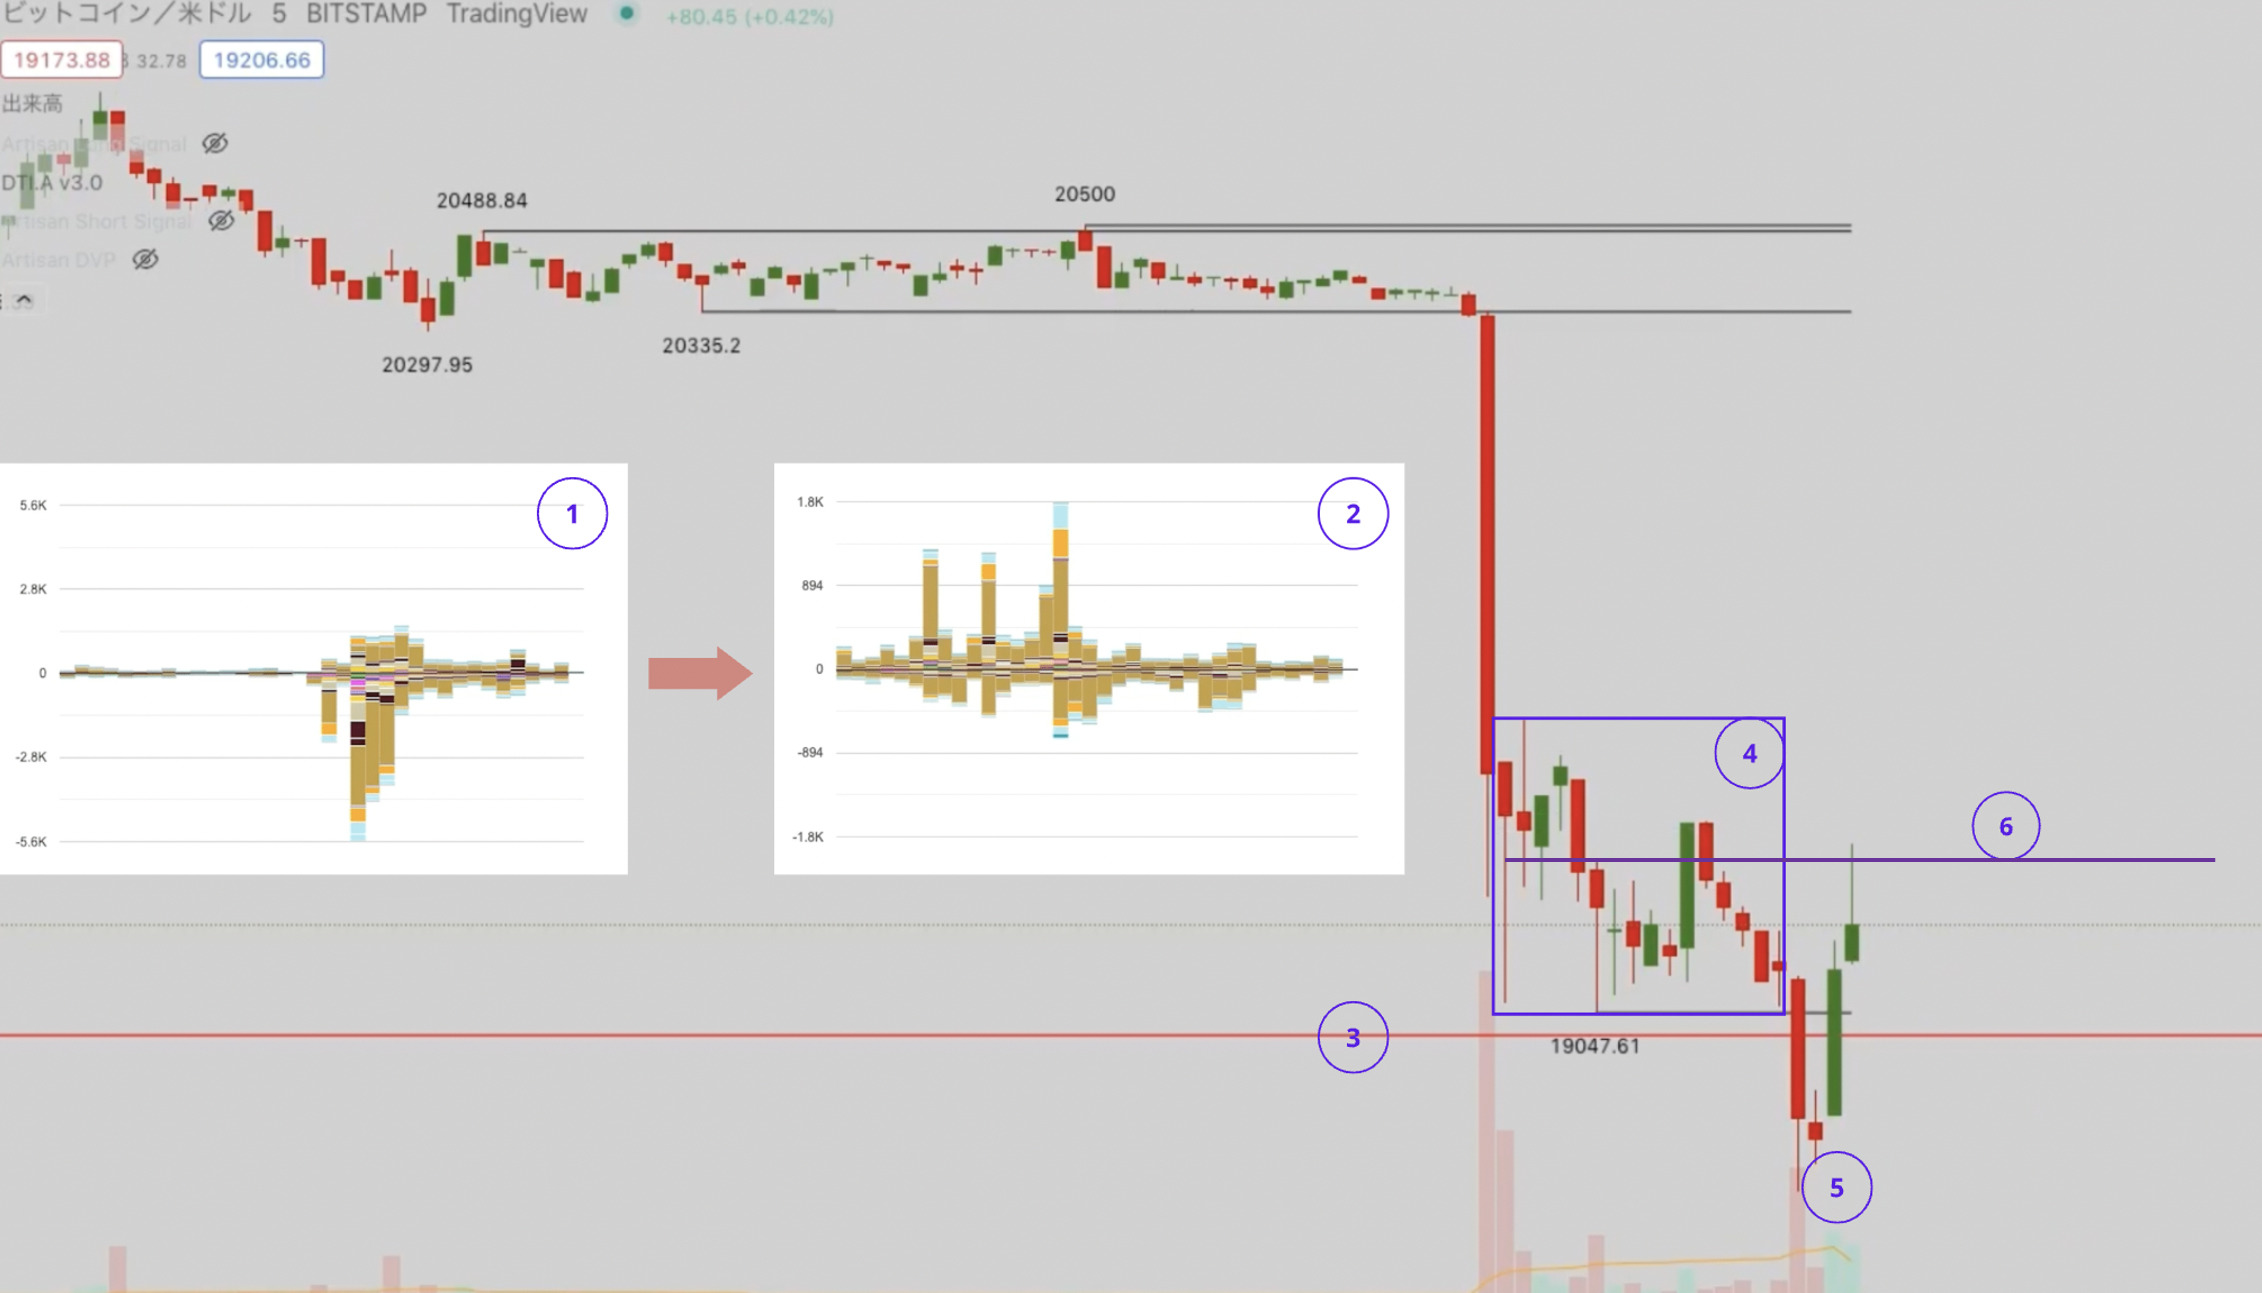 ビットコイン／米ドル 5 BITSTAMP TradingView +80.45 (+0.42%)
19173.88 32.78 19206.66
出来高
Artisan Long Signal
DTI.A v3.0
Artisan Short Signal
Artisan DVP
20488.84
20500
20335.2
20297.95
5.6K
2.8K
0
-2.8K
-5.6K
1
1.8K
894
0
-894
-1.8K
2
4
6
3
19047.61
5